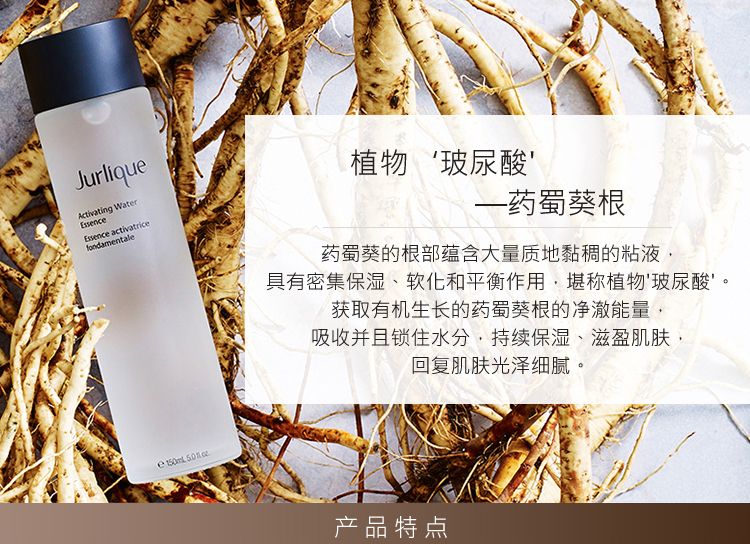 Jurlique
Activating Water
Essence
Essence activatrice
fondamentale
℮ 150mL 5.0 fl.oz.
植物 ‘玻尿酸'
—药蜀葵根
药蜀葵的根部蕴含大量质地黏稠的粘液，
具有密集保湿、软化和平衡作用，堪称植物'玻尿酸'。
获取有机生长的药蜀葵根的净澈能量，
吸收并且锁住水分，持续保湿、滋盈肌肤，
回复肌肤光泽细腻。
产品特点